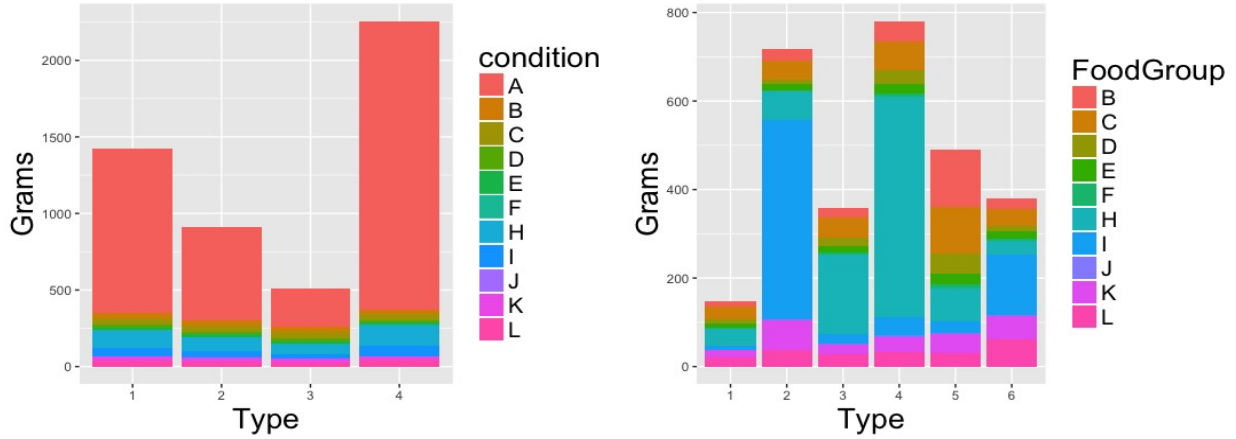 2000
1500
1000
500
0
Grams
1
2
3
4
Type
condition
A
B
C
D
E
F
H
I
J
K
L
800
600
400
200
0
Grams
1
2
3
4
5
6
Type
FoodGroup
B
C
D
E
F
H
I
J
K
L